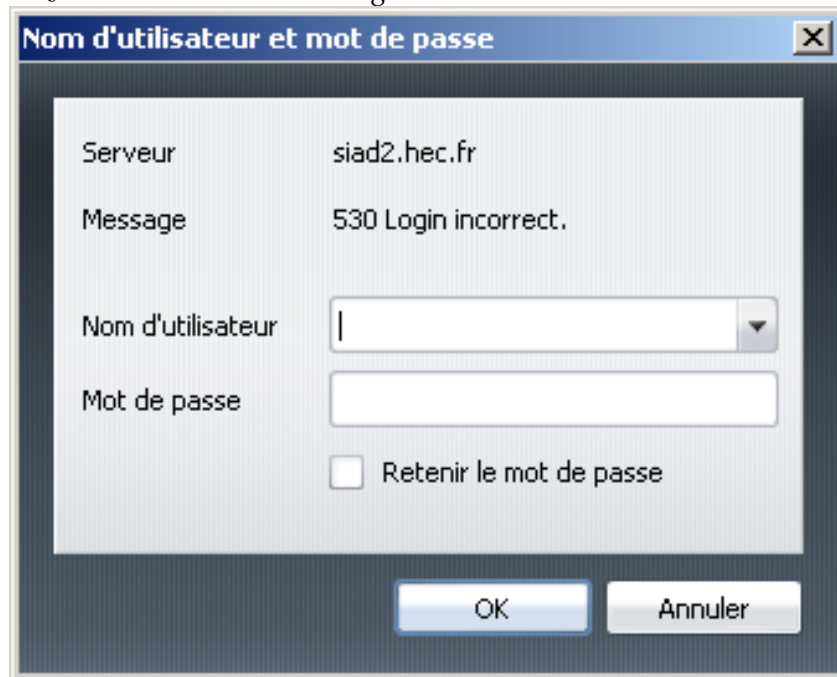 Nom d'utilisateur et mot de passe
Serveur siad2.hec.fr
Message 530 Login incorrect.
Nom d'utilisateur
Mot de passe
Retenir le mot de passe
OK Annuler